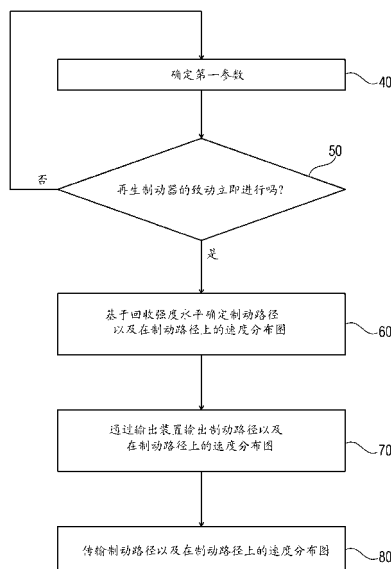 确定第一参数
40
50
再生制动器的致动立即进行吗?
否
是
基于回收强度水平确定制动路径
以及在制动路径上的速度分布图
60
通过输出装置输出制动路径以及
在制动路径上的速度分布图
70
传输制动路径以及在制动路径上的速度分布图
80